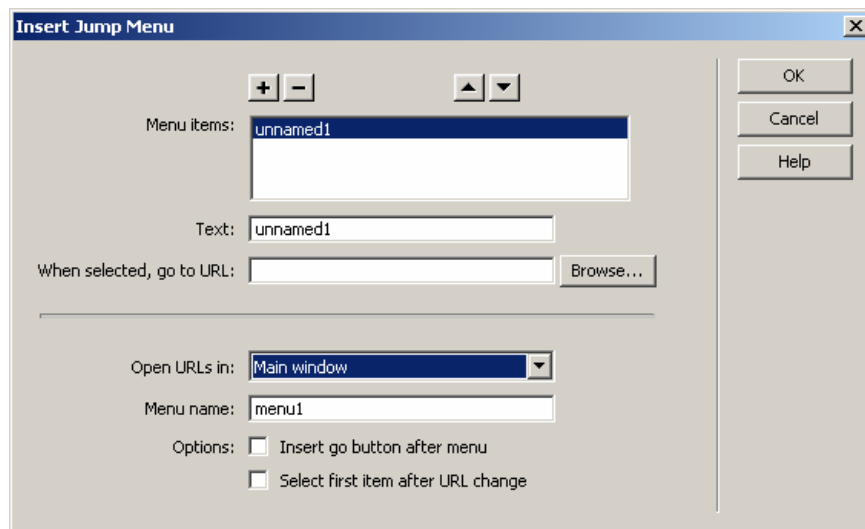 Insert Jump Menu
OK
Menu items: unnamed1
Cancel
Help
Text: unnamed1
When selected, go to URL: Browse...
Open URLs in: Main window
Menu name: menu1
Options: Insert go button after menu
Select first item after URL change